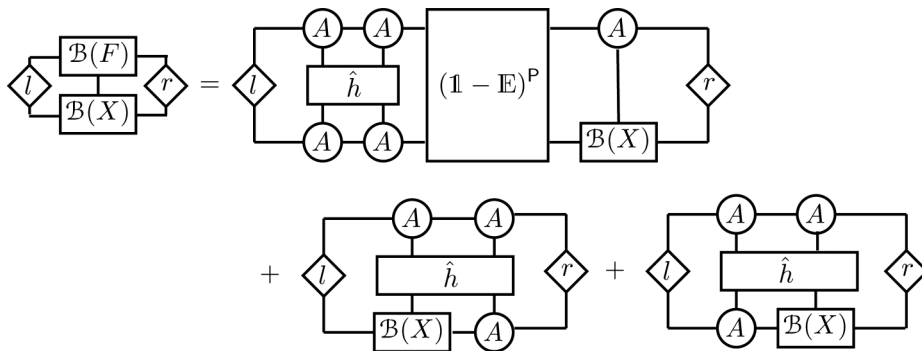 A A A
ℬ(F)
l r = l ĥ (𝟙 − 𝔼)ᴾ r
ℬ(X)
A A ℬ(X)
A A A A
+ l ĥ r + l ĥ r
ℬ(X) A A ℬ(X)